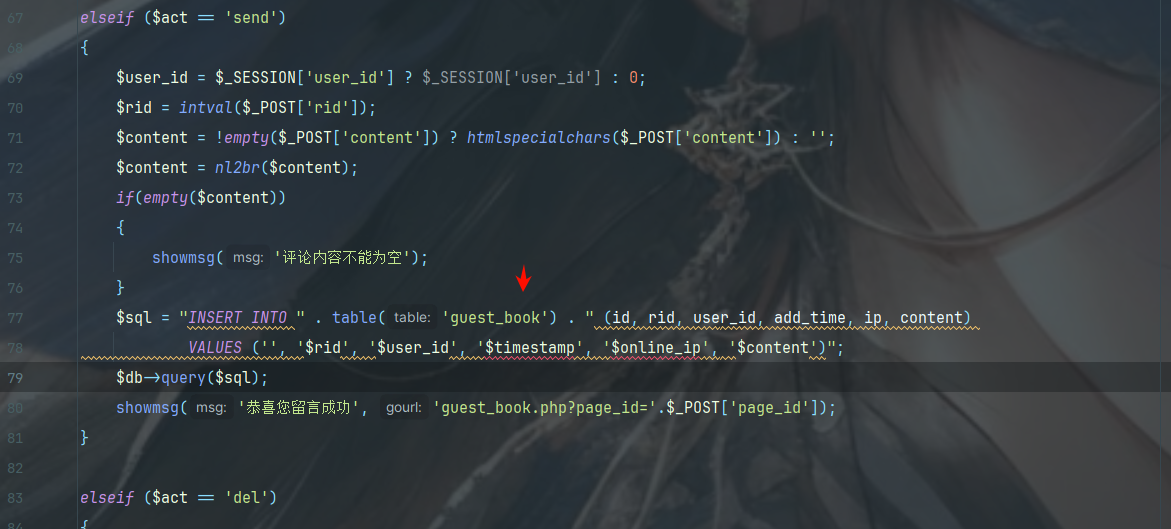 67 elseif ($act == 'send')
68 {
69 $user_id = $_SESSION['user_id'] ? $_SESSION['user_id'] : 0;
70 $rid = intval($_POST['rid']);
71 $content = !empty($_POST['content']) ? htmlspecialchars($_POST['content']) : '';
72 $content = nl2br($content);
73 if(empty($content))
74 {
75 showmsg( msg: '评论内容不能为空');
76 }
77 $sql = "INSERT INTO " . table( table: 'guest_book') . " (id, rid, user_id, add_time, ip, content)
78 VALUES ('', '$rid', '$user_id', '$timestamp', '$online_ip', '$content')";
79 $db->query($sql);
80 showmsg( msg: '恭喜您留言成功', gourl: 'guest_book.php?page_id='.$_POST['page_id']);
81 }
82
83 elseif ($act == 'del')
84 {